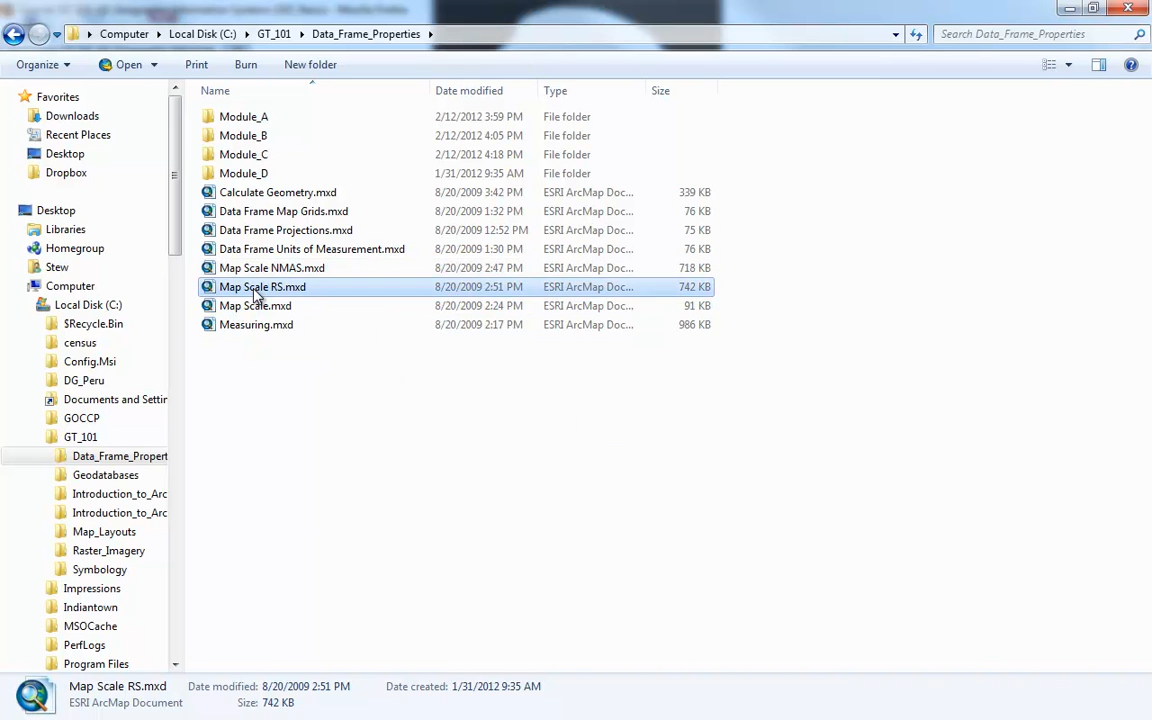 Computer Local Disk (C:) GT_101 Data_Frame_Properties Search Data_Frame_Properties
Organize Open Print Burn New folder
Favorites
Downloads
Recent Places
Desktop
Dropbox
Desktop
Libraries
Homegroup
Stew
Computer
Local Disk (C:)
$Recycle.Bin
census
Config.Msi
DG_Peru
Documents and Settin
GOCCP
GT_101
Data_Frame_Propert
Geodatabases
Introduction_to_Arc
Introduction_to_Arc
Map_Layouts
Raster_Imagery
Symbology
Impressions
Indiantown
MSOCache
PerfLogs
Program Files
Name Date modified Type Size
Module_A 2/12/2012 3:59 PM File folder
Module_B 2/12/2012 4:05 PM File folder
Module_C 2/12/2012 4:18 PM File folder
Module_D 1/31/2012 9:35 AM File folder
Calculate Geometry.mxd 8/20/2009 3:42 PM ESRI ArcMap Doc... 339 KB
Data Frame Map Grids.mxd 8/20/2009 1:32 PM ESRI ArcMap Doc... 76 KB
Data Frame Projections.mxd 8/20/2009 12:52 PM ESRI ArcMap Doc... 75 KB
Data Frame Units of Measurement.mxd 8/20/2009 1:30 PM ESRI ArcMap Doc... 76 KB
Map Scale NMAS.mxd 8/20/2009 2:47 PM ESRI ArcMap Doc... 718 KB
Map Scale RS.mxd 8/20/2009 2:51 PM ESRI ArcMap Doc... 742 KB
Map Scale.mxd 8/20/2009 2:24 PM ESRI ArcMap Doc... 91 KB
Measuring.mxd 8/20/2009 2:17 PM ESRI ArcMap Doc... 986 KB
Map Scale RS.mxd Date modified: 8/20/2009 2:51 PM Date created: 1/31/2012 9:35 AM
ESRI ArcMap Document Size: 742 KB